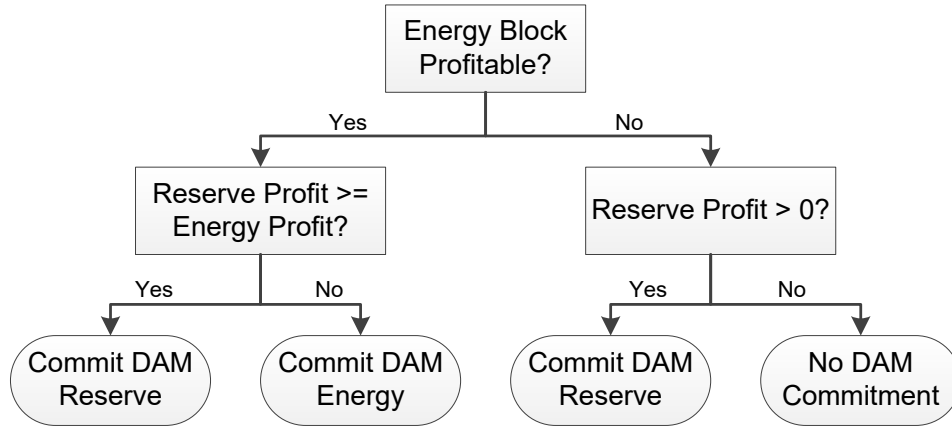 Energy Block
Profitable?
Yes
No
Reserve Profit >=
Energy Profit?
Reserve Profit > 0?
Yes
No
Yes
No
Commit DAM
Reserve
Commit DAM
Energy
Commit DAM
Reserve
No DAM
Commitment